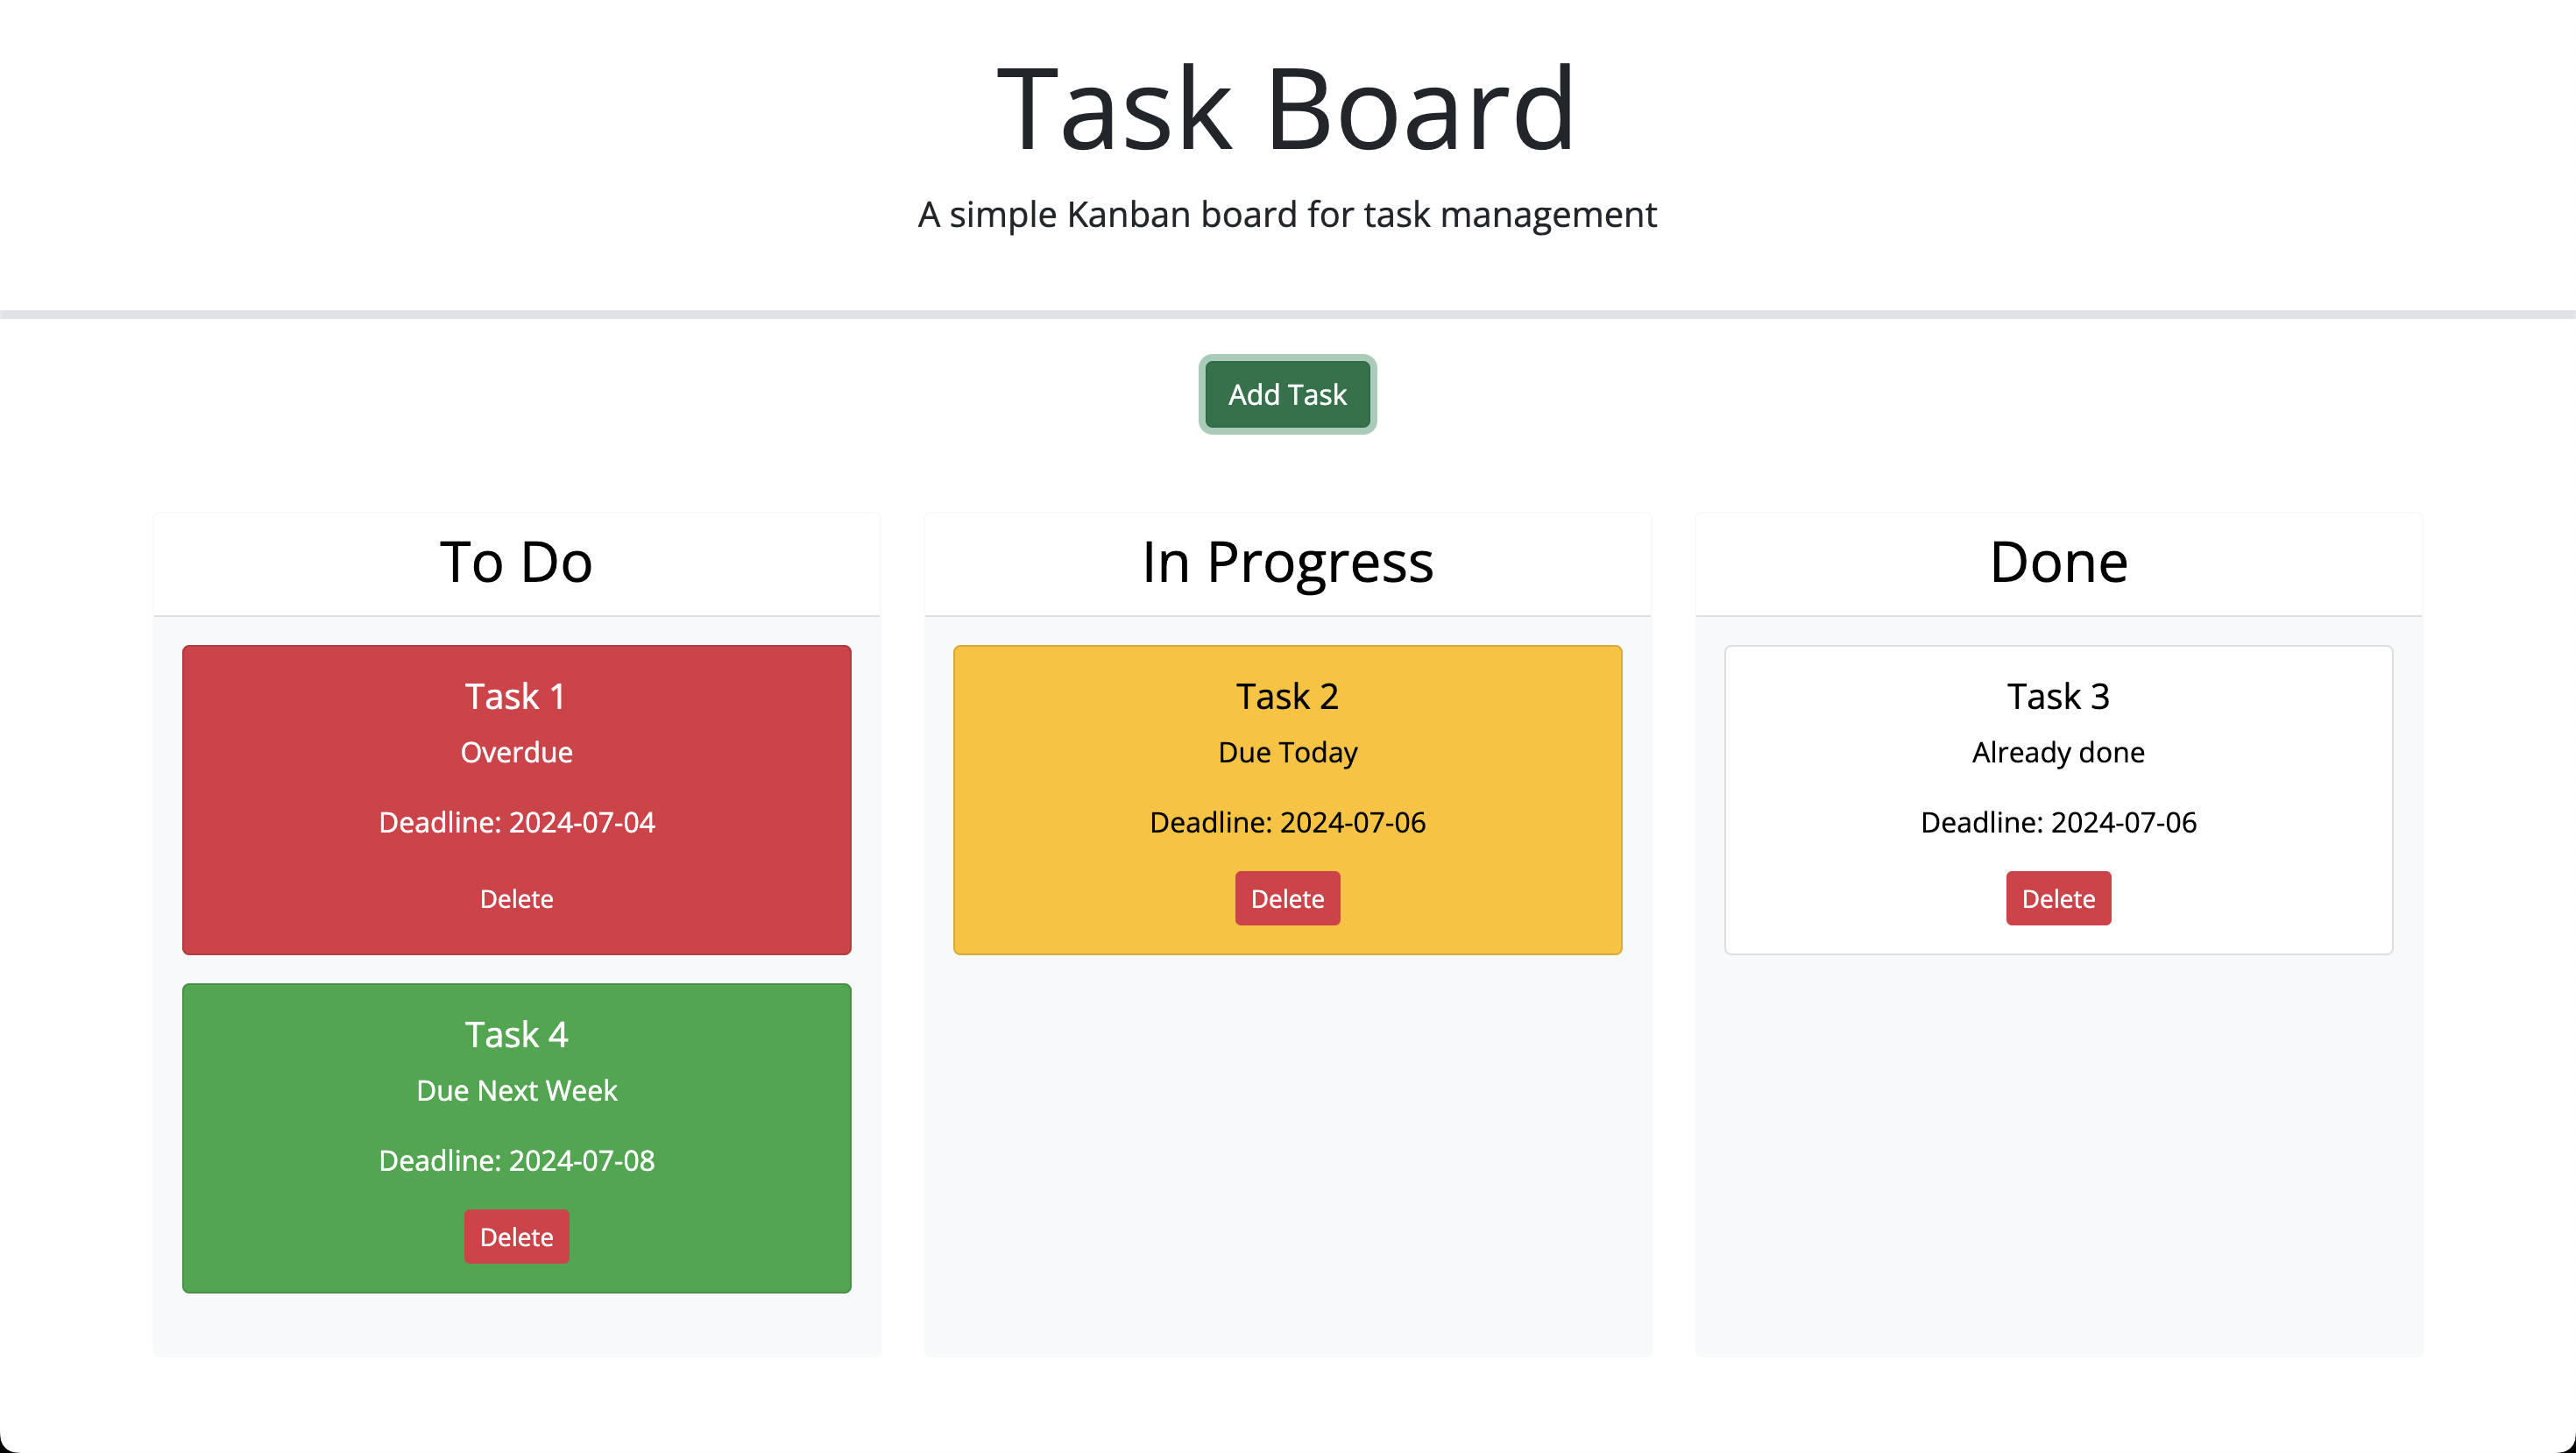 Task Board
A simple Kanban board for task management
Add Task
To Do
Task 1
Overdue
Deadline: 2024-07-04
Delete
Task 4
Due Next Week
Deadline: 2024-07-08
Delete
In Progress
Task 2
Due Today
Deadline: 2024-07-06
Delete
Done
Task 3
Already done
Deadline: 2024-07-06
Delete